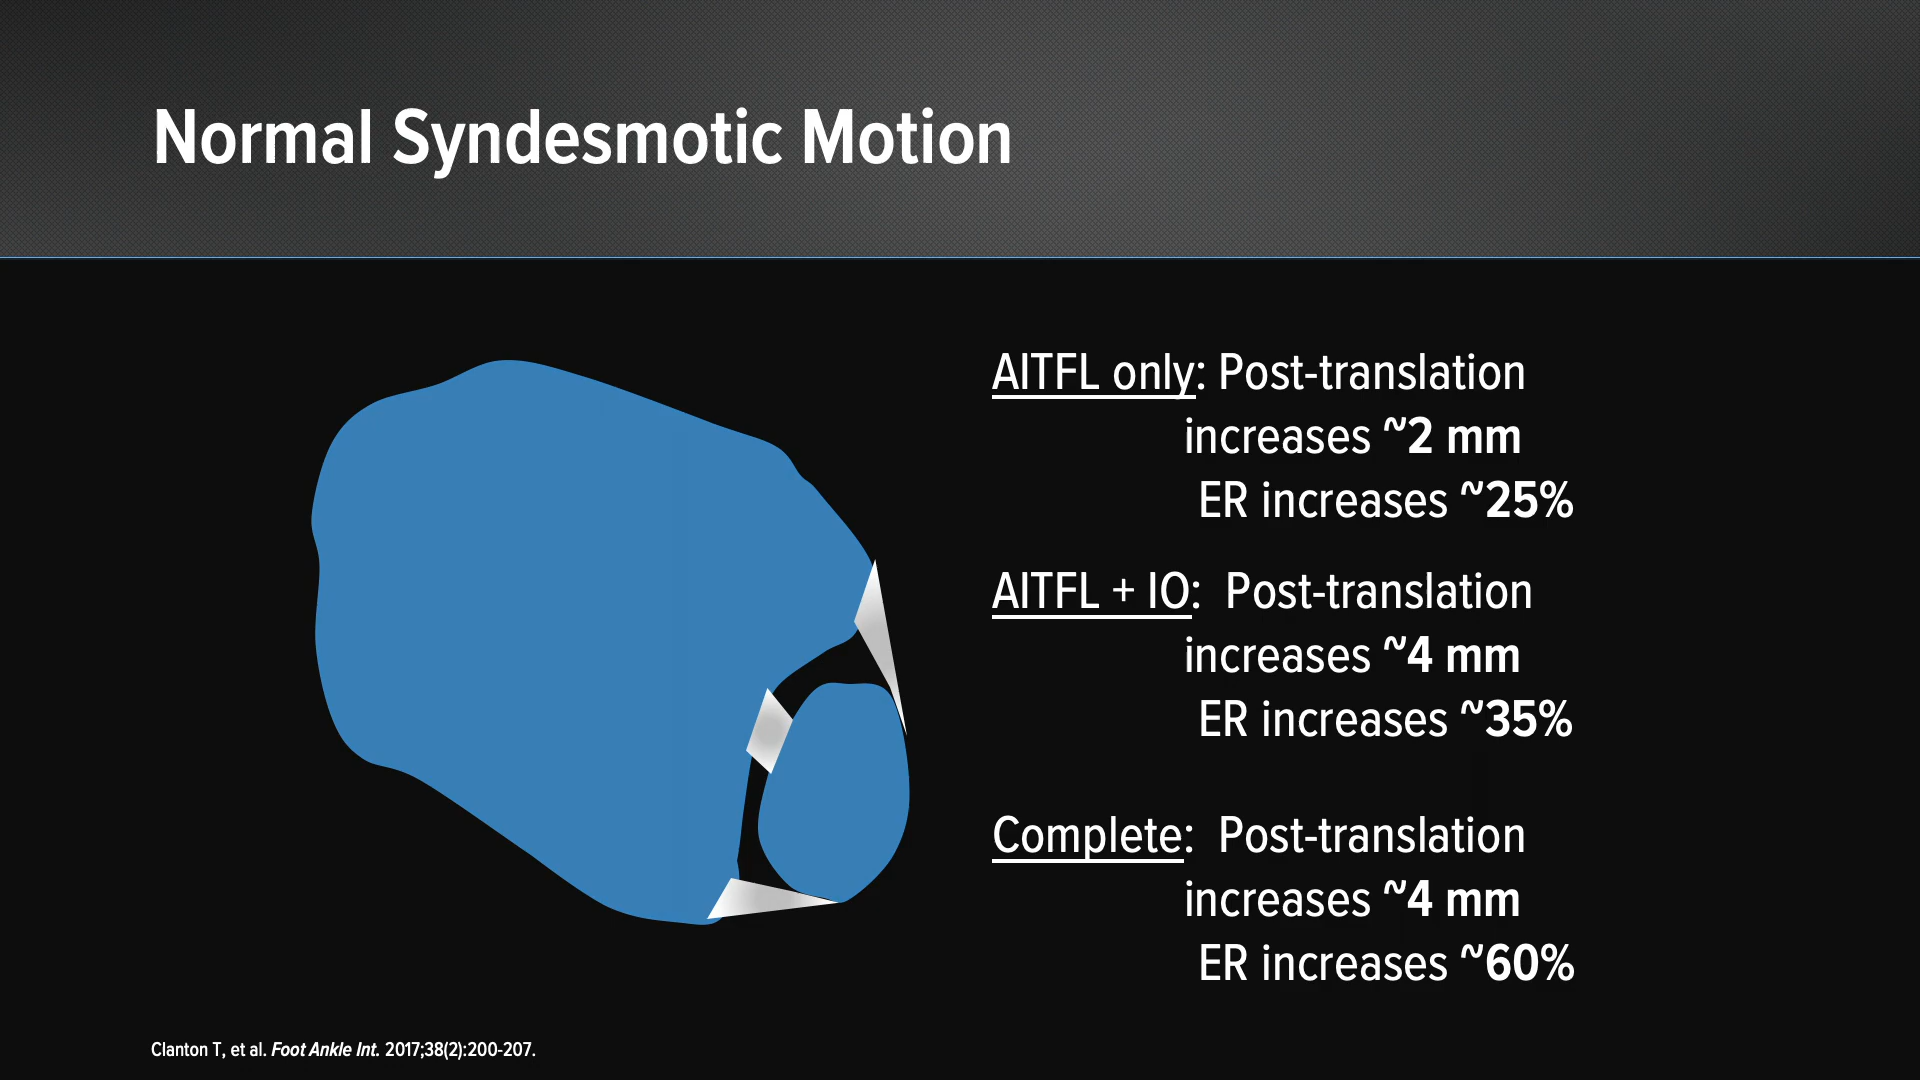 Normal Syndesmotic Motion
AITFL only: Post-translation
increases ~2 mm
ER increases ~25%
AITFL + IO: Post-translation
increases ~4 mm
ER increases ~35%
Complete: Post-translation
increases ~4 mm
ER increases ~60%
Clanton T, et al. Foot Ankle Int. 2017;38(2):200-207.